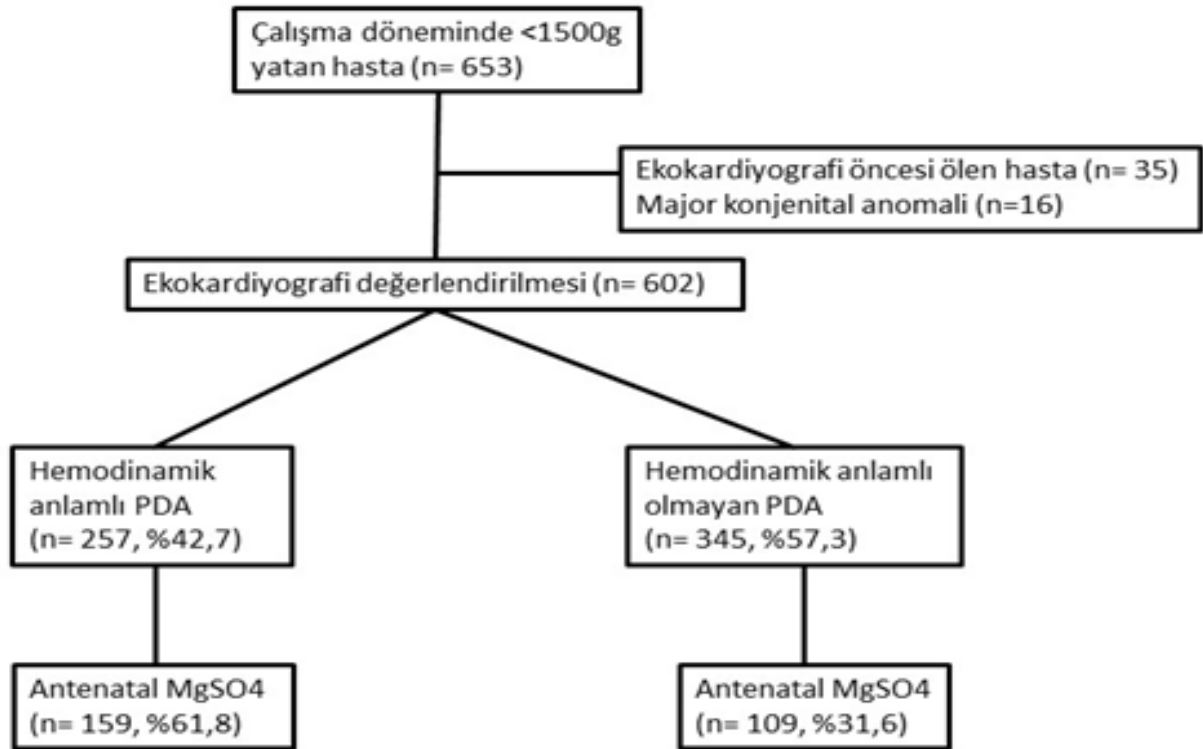 Çalışma döneminde <1500g
yatan hasta (n= 653)
Ekokardiyografi öncesi ölen hasta (n= 35)
Major konjenital anomali (n=16)
Ekokardiyografi değerlendirilmesi (n= 602)
Hemodinamik
anlamlı PDA
(n= 257, %42,7)
Hemodinamik anlamlı
olmayan PDA
(n= 345, %57,3)
Antenatal MgSO4
(n= 159, %61,8)
Antenatal MgSO4
(n= 109, %31,6)